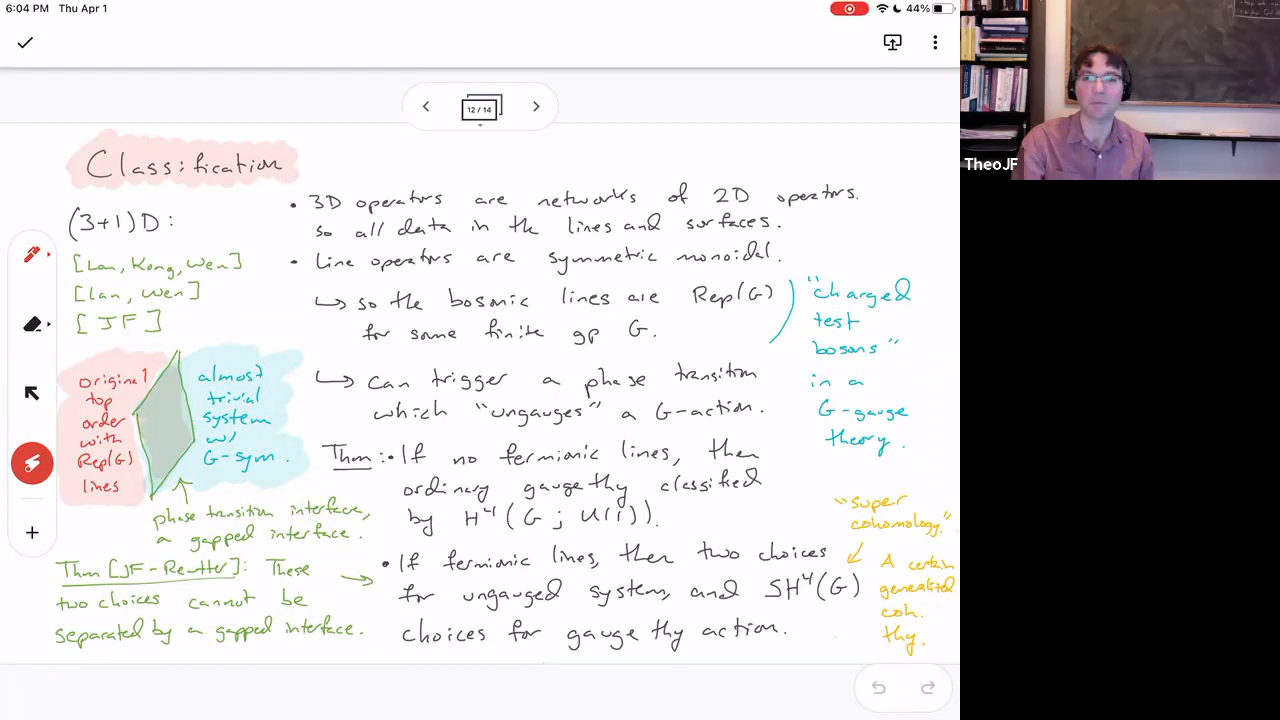 6:04 PM Thu Apr 1
44%
12 / 14
Classification
(3+1)D:
[Lan, Kong, Wen]
[Lan, Wen]
[JF]
• 3D operators are networks of 2D operators.
so all data in the lines and surfaces.
• Line operators are symmetric monoidal.
↳ so the bosonic lines are Rep(G)
for some finite gp G.
"charged
test
bosons"
in a
G-gauge
theory.
↳ can trigger a phase transition
which "ungauges" a G-action.
original
top
order
with
Rep(G)
lines
almost
trivial
system
w/
G-sym.
phase transition interface,
a gapped interface.
Thm: • If no fermionic lines, then
ordinary gauge thy classified
by H⁴(G; U(1)).
• If fermionic lines, then two choices
for ungauged system, and SH⁴(G)
choices for gauge thy action.
"super
cohomology."
A certain
generalized
coh.
thy.
Thm [JF-Reutter]: These
two choices cannot be
separated by a gapped interface.
TheoJF